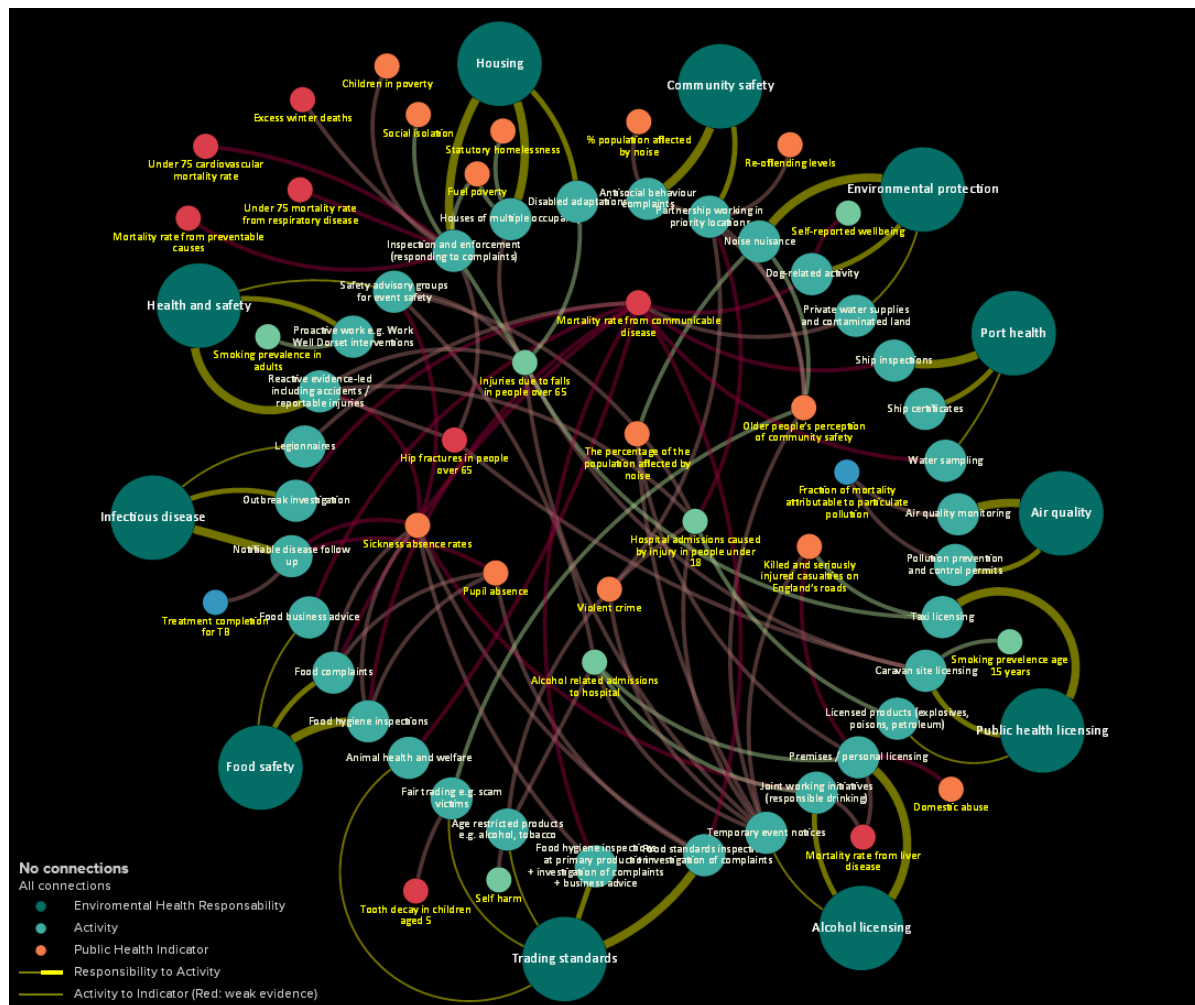 Housing
Community safety
Children in poverty
Excess winter deaths
Social isolation
Statutory homelessness
% population affected
by noise
Re-offending levels
Under 75 cardiovascular
mortality rate
Fuel poverty
Under 75 mortality rate
from respiratory disease
Houses of multiple occupa
Disabled adaptations
Antisocial behaviour
complaints
Partnership working in
priority locations
Environmental protection
Self-reported wellbeing
Mortality rate from preventable
causes
Inspection and enforcement
(responding to complaints)
Noise nuisance
Dog-related activity
Health and safety
Safety advisory groups
for event safety
Mortality rate from communicable
disease
Private water supplies
and contaminated land
Port health
Smoking prevalence in
adults
Proactive work e.g. Work
Well Dorset interventions
Ship inspections
Reactive evidence-led
including accidents /
reportable injuries
Injuries due to falls
in people over 65
Ship certificates
Older people's perception
of community safety
Legionnaires
Hip fractures in people
over 65
The percentage of the
population affected by
noise
Water sampling
Fraction of mortality
attributable to particulate
pollution
Outbreak investigation
Infectious disease
Air quality monitoring
Air quality
Notifiable disease follow
up
Sickness absence rates
Hospital admissions caused
by injury in people under
18
Killed and seriously
injured casualties on
England's roads
Pollution prevention
and control permits
Pupil absence
Violent crime
Treatment completion
for TB
Food business advice
Taxi licensing
Food complaints
Alcohol related admissions
to hospital
Caravan site licensing
Smoking prevelence age
15 years
Food hygiene inspections
Licensed products (explosives,
poisons, petroleum)
Public health licensing
Food safety
Animal health and welfare
Premises / personal licensing
Fair trading e.g. scam
victims
Joint working initiatives
(responsible drinking)
Domestic abuse
Age restricted products
e.g. alcohol, tobacco
Temporary event notices
Food hygiene inspections
at primary production
+ investigation of complaints
+ business advice
Food standards inspect
investigation of complaints
Mortality rate from liver
disease
Tooth decay in children
aged 5
Self harm
Alcohol licensing
Trading standards
No connections
All connections
Enviromental Health Responsability
Activity
Public Health Indicator
Responsibility to Activity
Activity to Indicator (Red: weak evidence)